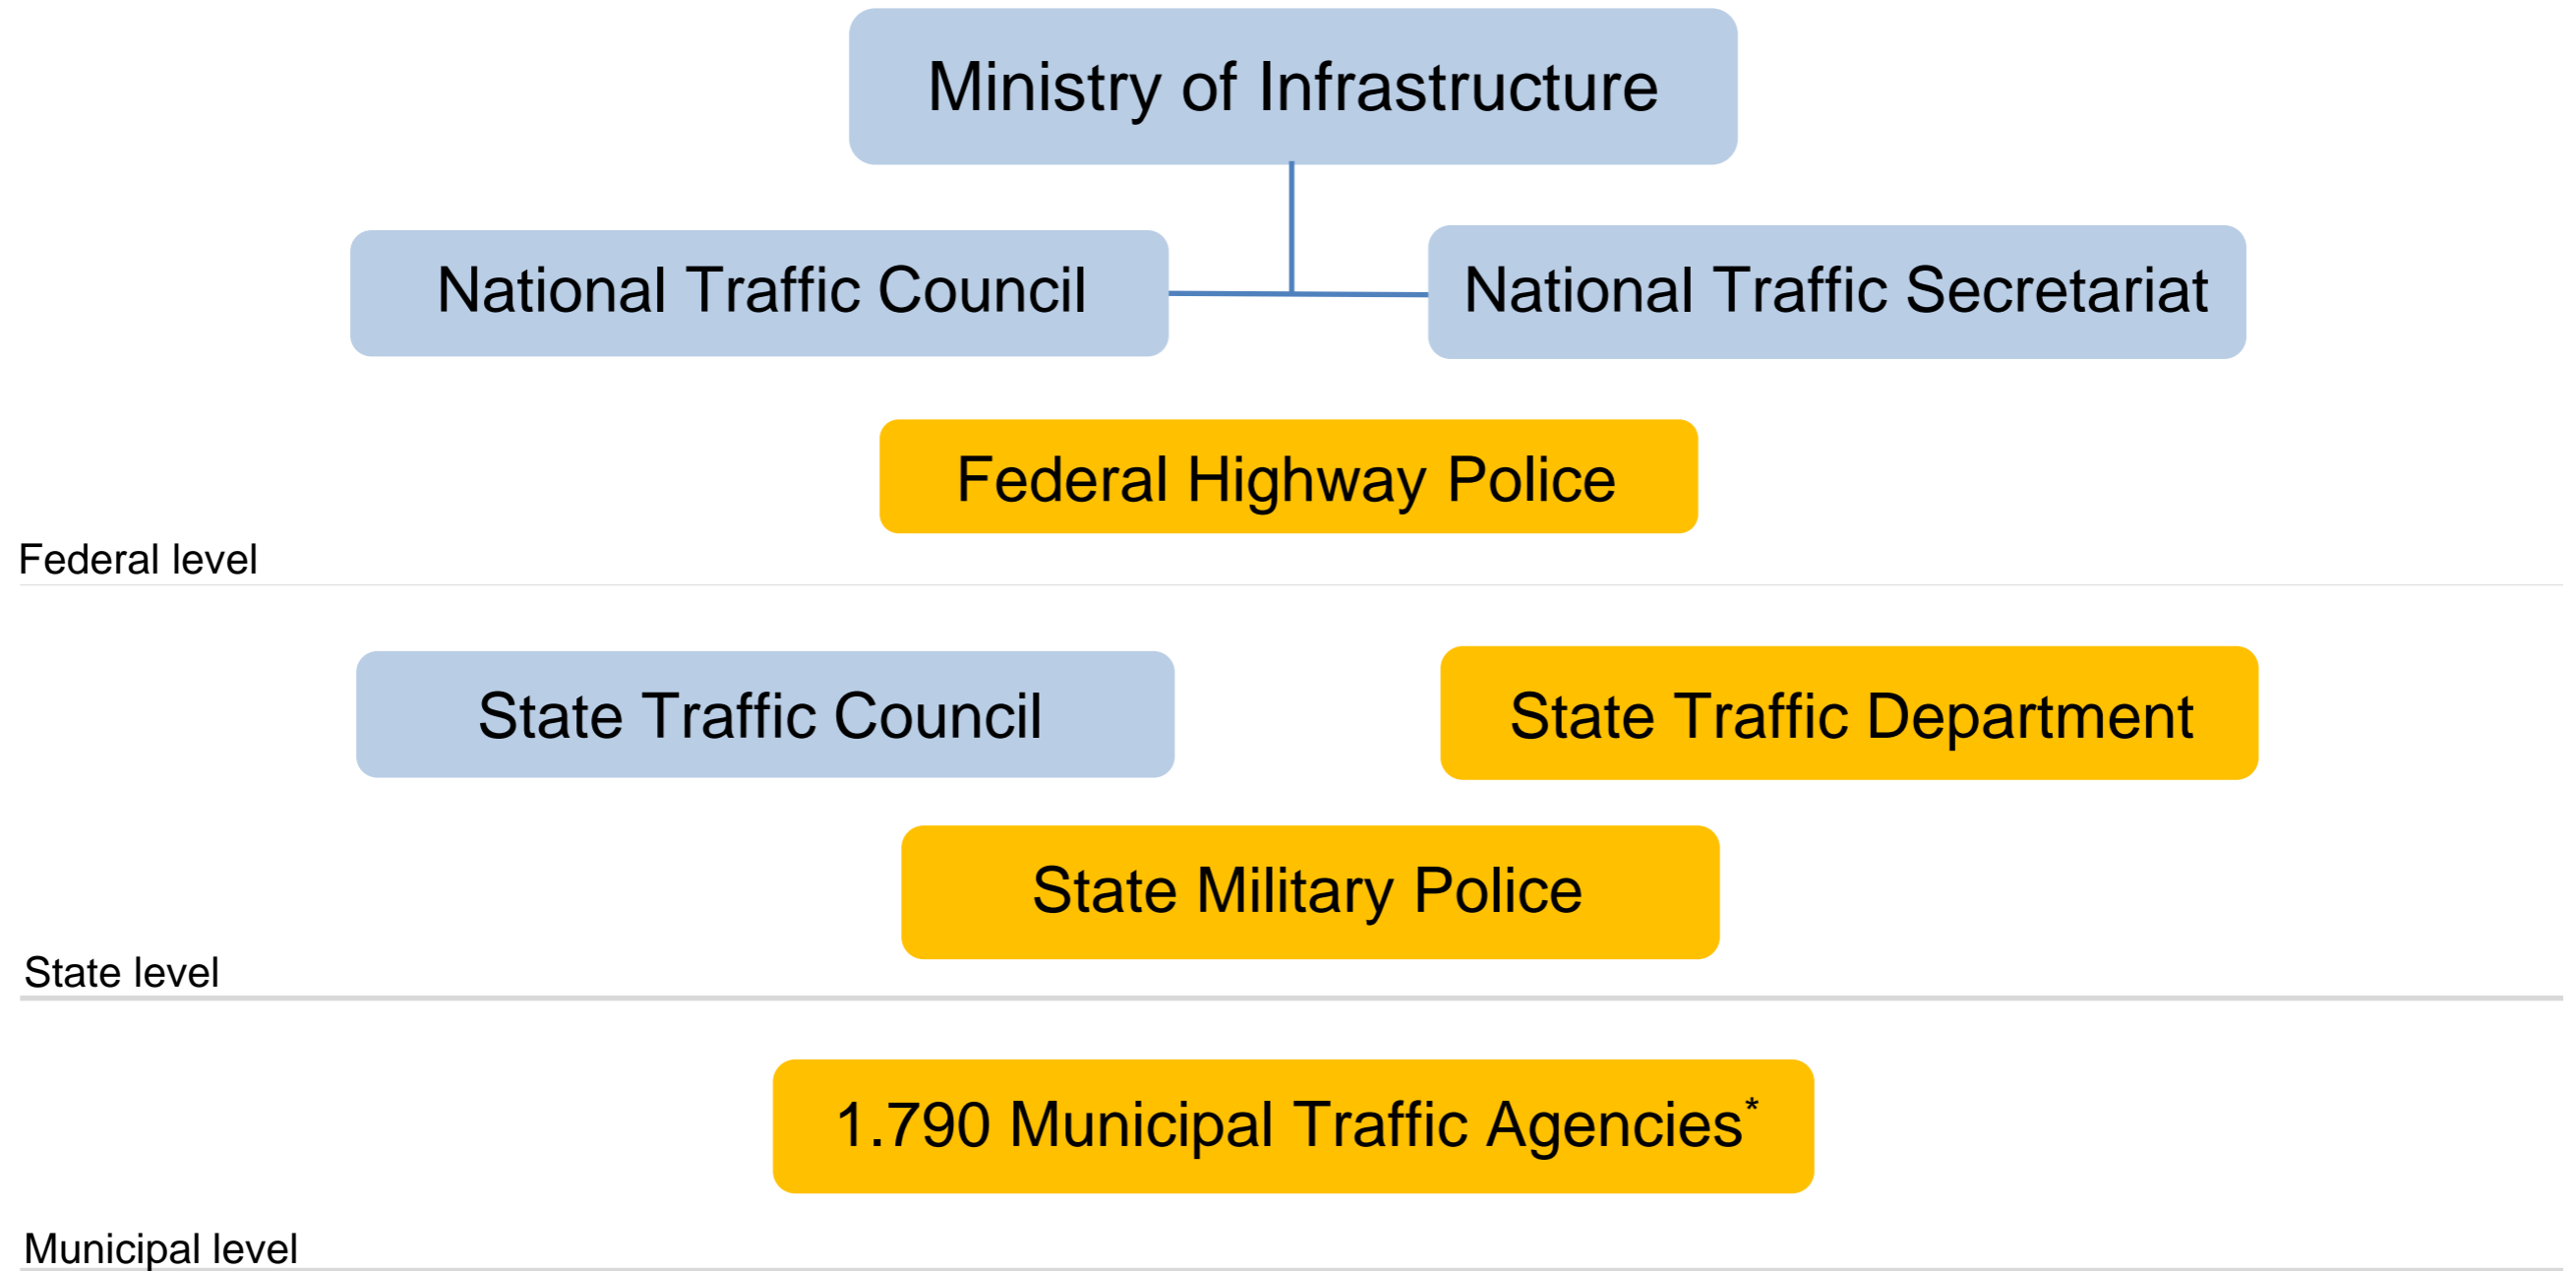 Ministry of Infrastructure
National Traffic Council
National Traffic Secretariat
Federal Highway Police
Federal level
State Traffic Council
State Traffic Department
State Military Police
State level
1.790 Municipal Traffic Agencies*
Municipal level